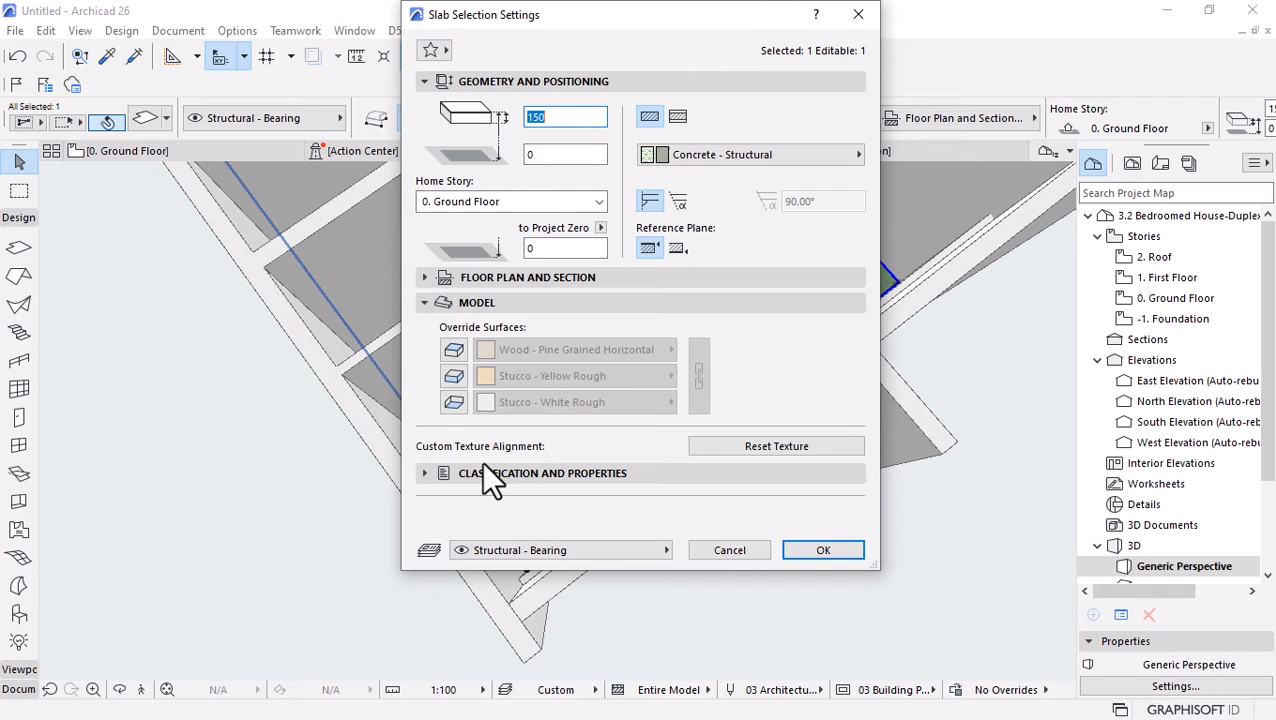 Untitled - Archicad 26
File Edit View Design Document Options Teamwork Window D5
All Selected: 1
Structural - Bearing
[0. Ground Floor]
[Action Center]
Design
Viewpc
Docum
Slab Selection Settings
?
Selected: 1 Editable: 1
GEOMETRY AND POSITIONING
150
0
Concrete - Structural
Home Story:
0. Ground Floor
90.00°
to Project Zero
Reference Plane:
0
FLOOR PLAN AND SECTION
MODEL
Override Surfaces:
Wood - Pine Grained Horizontal
Stucco - Yellow Rough
Stucco - White Rough
Custom Texture Alignment:
Reset Texture
CLASSIFICATION AND PROPERTIES
Structural - Bearing
Cancel
OK
Floor Plan and Section...
Home Story:
0. Ground Floor
15
0
Search Project Map
3.2 Bedroomed House-Duplex
Stories
2. Roof
1. First Floor
0. Ground Floor
-1. Foundation
Sections
Elevations
East Elevation (Auto-rebu
North Elevation (Auto-reb
South Elevation (Auto-reb
West Elevation (Auto-reb
Interior Elevations
Worksheets
Details
3D Documents
3D
Generic Perspective
Properties
Generic Perspective
Settings...
N/A
N/A
1:100
Custom
Entire Model
03 Architectu...
03 Building P...
No Overrides
GRAPHISOFT ID